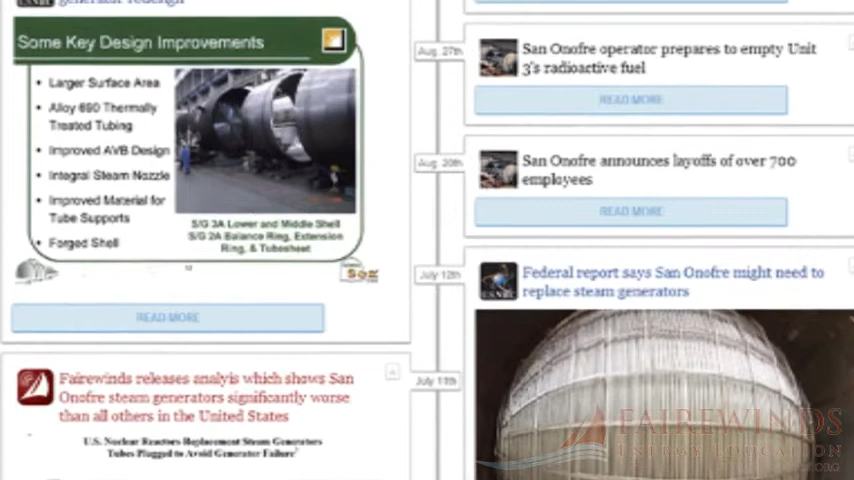 generator redesign
Some Key Design Improvements
Larger Surface Area
Alloy 690 Thermally
Treated Tubing
Improved AVB Design
Integral Steam Nozzle
Improved Material for
Tube Supports
Forged Shell
S/G 3A Lower and Middle Shell
S/G 2A Balance Ring, Extension
Ring, & Tubesheet
READ MORE
Fairewinds releases analyis which shows San
Onofre steam generators significantly worse
than all others in the United States
U.S. Nuclear Reactors Replacement Steam Generators
Tubes Plugged to Avoid Generator Failure
Aug. 27th
San Onofre operator prepares to empty Unit
3's radioactive fuel
READ MORE
Aug. 20th
San Onofre announces layoffs of over 700
employees
READ MORE
July 12th
Federal report says San Onofre might need to
replace steam generators
July 11th
FAIREWINDS
ENERGY EDUCATION
.ORG